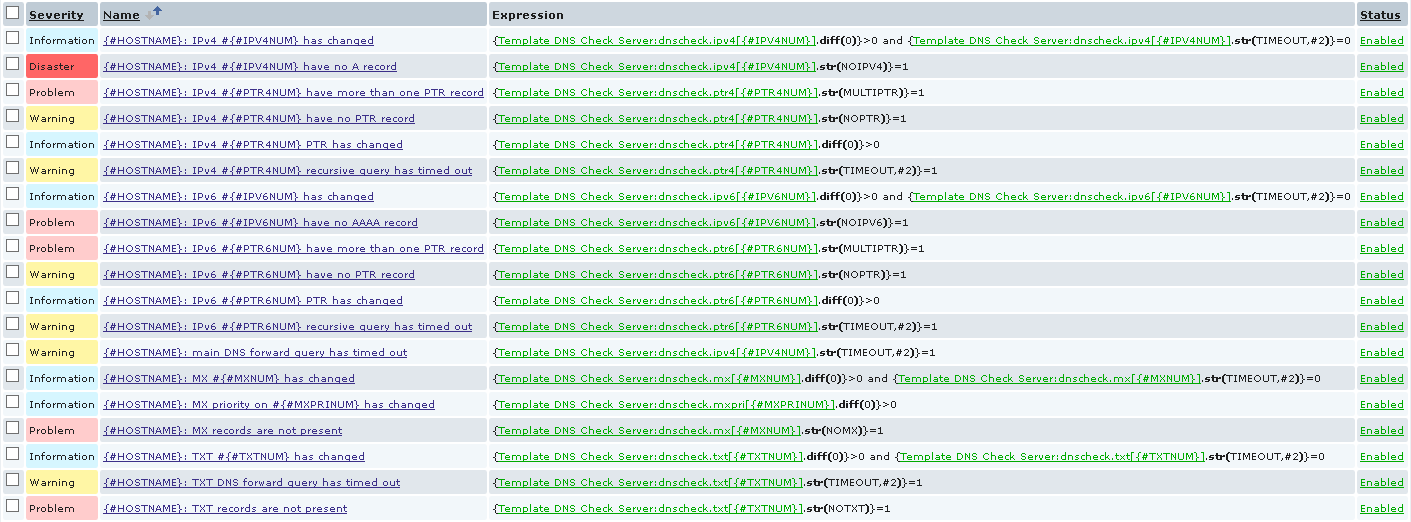 Severity Name Expression Status
Information {#HOSTNAME}: IPv4 #{#IPV4NUM} has changed {Template DNS Check Server:dnscheck.ipv4[{#IPV4NUM}].diff(0)}>0 and {Template DNS Check Server:dnscheck.ipv4[{#IPV4NUM}].str(TIMEOUT,#2)}=0 Enabled
Disaster {#HOSTNAME}: IPv4 #{#IPV4NUM} have no A record {Template DNS Check Server:dnscheck.ipv4[{#IPV4NUM}].str(NOIPV4)}=1 Enabled
Problem {#HOSTNAME}: IPv4 #{#PTR4NUM} have more than one PTR record {Template DNS Check Server:dnscheck.ptr4[{#PTR4NUM}].str(MULTIPTR)}=1 Enabled
Warning {#HOSTNAME}: IPv4 #{#PTR4NUM} have no PTR record {Template DNS Check Server:dnscheck.ptr4[{#PTR4NUM}].str(NOPTR)}=1 Enabled
Information {#HOSTNAME}: IPv4 #{#PTR4NUM} PTR has changed {Template DNS Check Server:dnscheck.ptr4[{#PTR4NUM}].diff(0)}>0 Enabled
Warning {#HOSTNAME}: IPv4 #{#PTR4NUM} recursive query has timed out {Template DNS Check Server:dnscheck.ptr4[{#PTR4NUM}].str(TIMEOUT,#2)}=1 Enabled
Information {#HOSTNAME}: IPv6 #{#IPV6NUM} has changed {Template DNS Check Server:dnscheck.ipv6[{#IPV6NUM}].diff(0)}>0 and {Template DNS Check Server:dnscheck.ipv6[{#IPV6NUM}].str(TIMEOUT,#2)}=0 Enabled
Problem {#HOSTNAME}: IPv6 #{#IPV6NUM} have no AAAA record {Template DNS Check Server:dnscheck.ipv6[{#IPV6NUM}].str(NOIPV6)}=1 Enabled
Problem {#HOSTNAME}: IPv6 #{#PTR6NUM} have more than one PTR record {Template DNS Check Server:dnscheck.ptr6[{#PTR6NUM}].str(MULTIPTR)}=1 Enabled
Warning {#HOSTNAME}: IPv6 #{#PTR6NUM} have no PTR record {Template DNS Check Server:dnscheck.ptr6[{#PTR6NUM}].str(NOPTR)}=1 Enabled
Information {#HOSTNAME}: IPv6 #{#PTR6NUM} PTR has changed {Template DNS Check Server:dnscheck.ptr6[{#PTR6NUM}].diff(0)}>0 Enabled
Warning {#HOSTNAME}: IPv6 #{#PTR6NUM} recursive query has timed out {Template DNS Check Server:dnscheck.ptr6[{#PTR6NUM}].str(TIMEOUT,#2)}=1 Enabled
Warning {#HOSTNAME}: main DNS forward query has timed out {Template DNS Check Server:dnscheck.ipv4[{#IPV4NUM}].str(TIMEOUT,#2)}=1 Enabled
Information {#HOSTNAME}: MX #{#MXNUM} has changed {Template DNS Check Server:dnscheck.mx[{#MXNUM}].diff(0)}>0 and {Template DNS Check Server:dnscheck.mx[{#MXNUM}].str(TIMEOUT,#2)}=0 Enabled
Information {#HOSTNAME}: MX priority on #{#MXPRINUM} has changed {Template DNS Check Server:dnscheck.mxpri[{#MXPRINUM}].diff(0)}>0 Enabled
Problem {#HOSTNAME}: MX records are not present {Template DNS Check Server:dnscheck.mx[{#MXNUM}].str(NOMX)}=1 Enabled
Information {#HOSTNAME}: TXT #{#TXTNUM} has changed {Template DNS Check Server:dnscheck.txt[{#TXTNUM}].diff(0)}>0 and {Template DNS Check Server:dnscheck.txt[{#TXTNUM}].str(TIMEOUT,#2)}=0 Enabled
Warning {#HOSTNAME}: TXT DNS forward query has timed out {Template DNS Check Server:dnscheck.txt[{#TXTNUM}].str(TIMEOUT,#2)}=1 Enabled
Problem {#HOSTNAME}: TXT records are not present {Template DNS Check Server:dnscheck.txt[{#TXTNUM}].str(NOTXT)}=1 Enabled